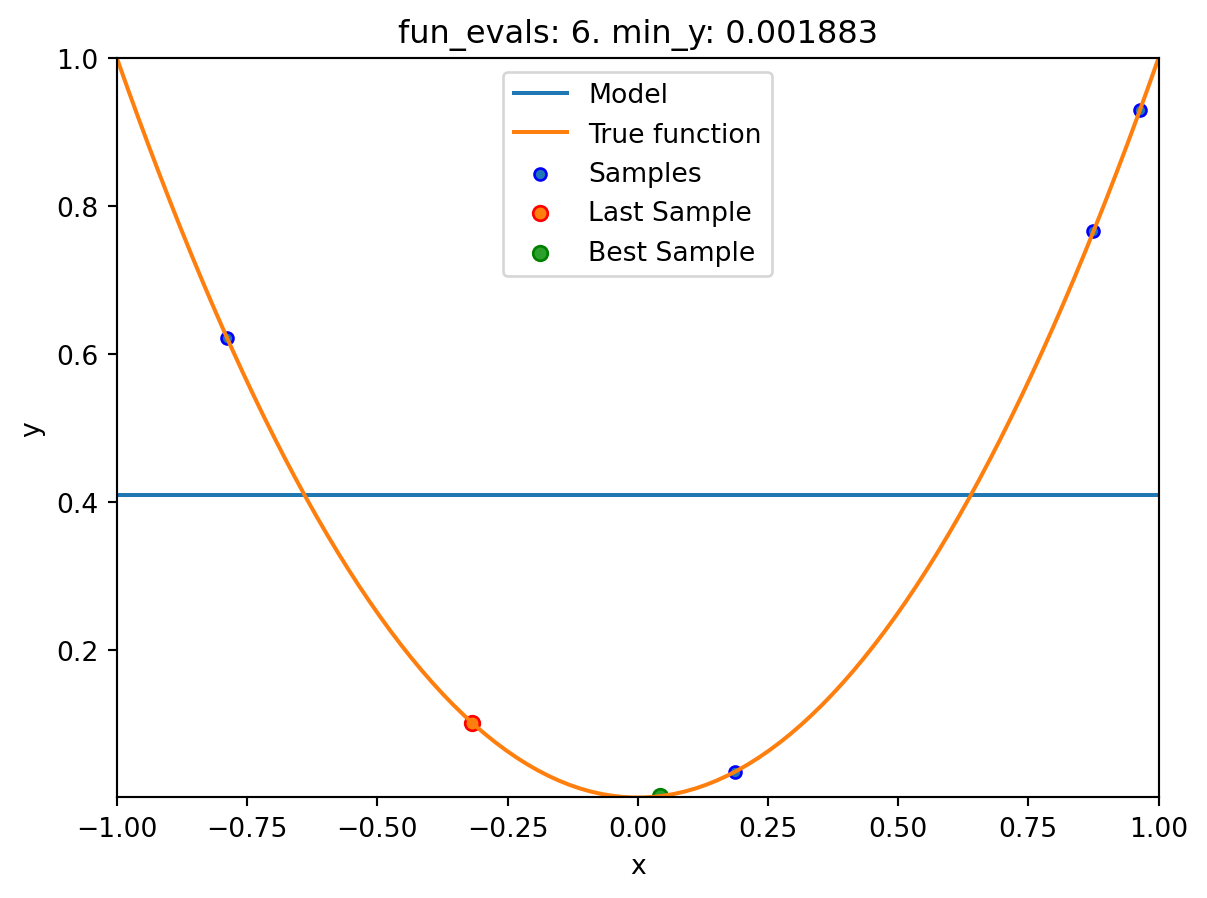 fun_evals: 6. min_y: 0.001883
1.0
0.8
0.6
0.4
0.2
y
Model
True function
Samples
Last Sample
Best Sample
−1.00 −0.75 −0.50 −0.25 0.00 0.25 0.50 0.75 1.00
x